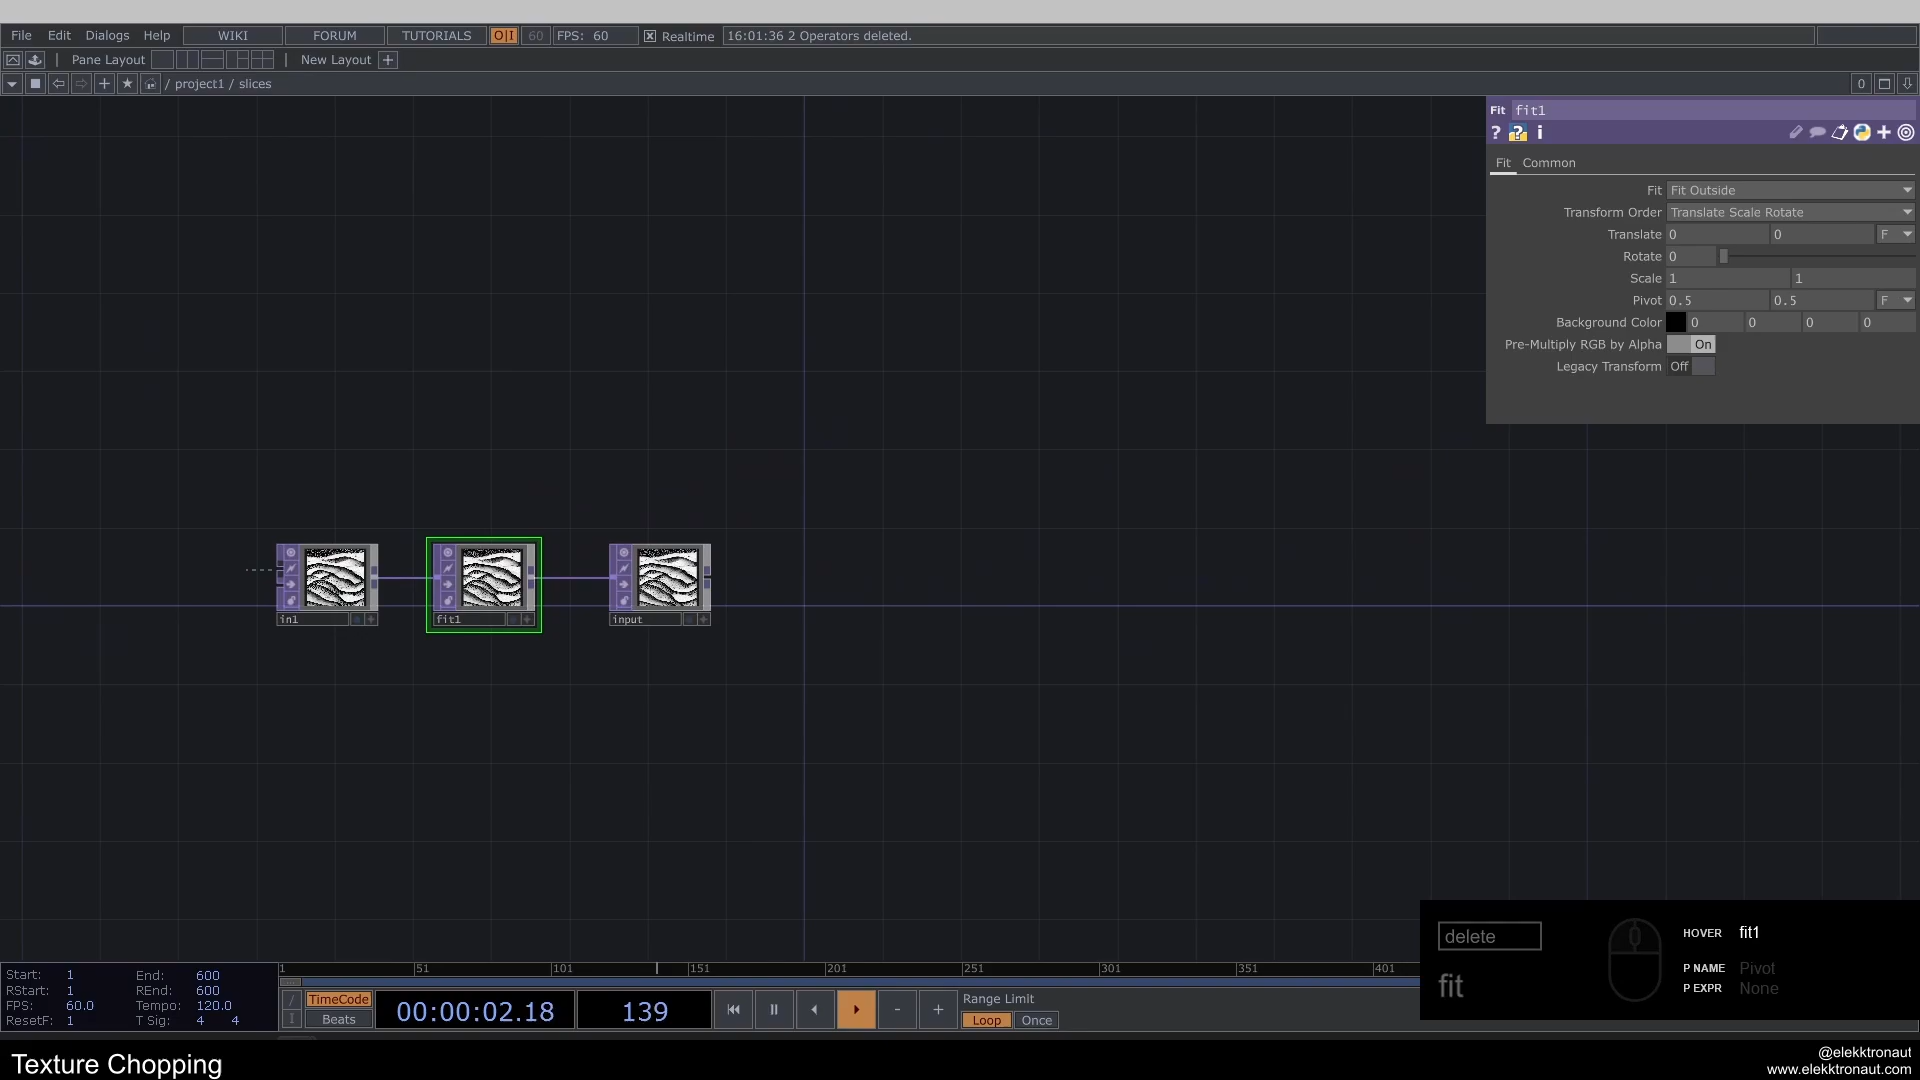 File Edit Dialogs Help WIKI FORUM TUTORIALS O|I 60 FPS: 60 Realtime 16:01:36 2 Operators deleted.
Pane Layout New Layout +
/ project1 / slices 0
Fit fit1
? ? i
Fit Common
Fit Fit Outside
Transform Order Translate Scale Rotate
Translate 0 0 F
Rotate 0
Scale 1 1
Pivot 0.5 0.5 F
Background Color 0 0 0 0
Pre-Multiply RGB by Alpha On
Legacy Transform Off
in1 fit1 input
delete
fit
HOVER fit1
P NAME Pivot
P EXPR None
1 51 101 151 201 251 301 351 401
Start: 1 End: 600
RStart: 1 REnd: 600
FPS: 60.0 Tempo: 120.0
ResetF: 1 T Sig: 4 4
/ TimeCode
I Beats
00:00:02.18 139
- +
Range Limit
Loop Once
Texture Chopping
@elekktronaut
www.elekktronaut.com